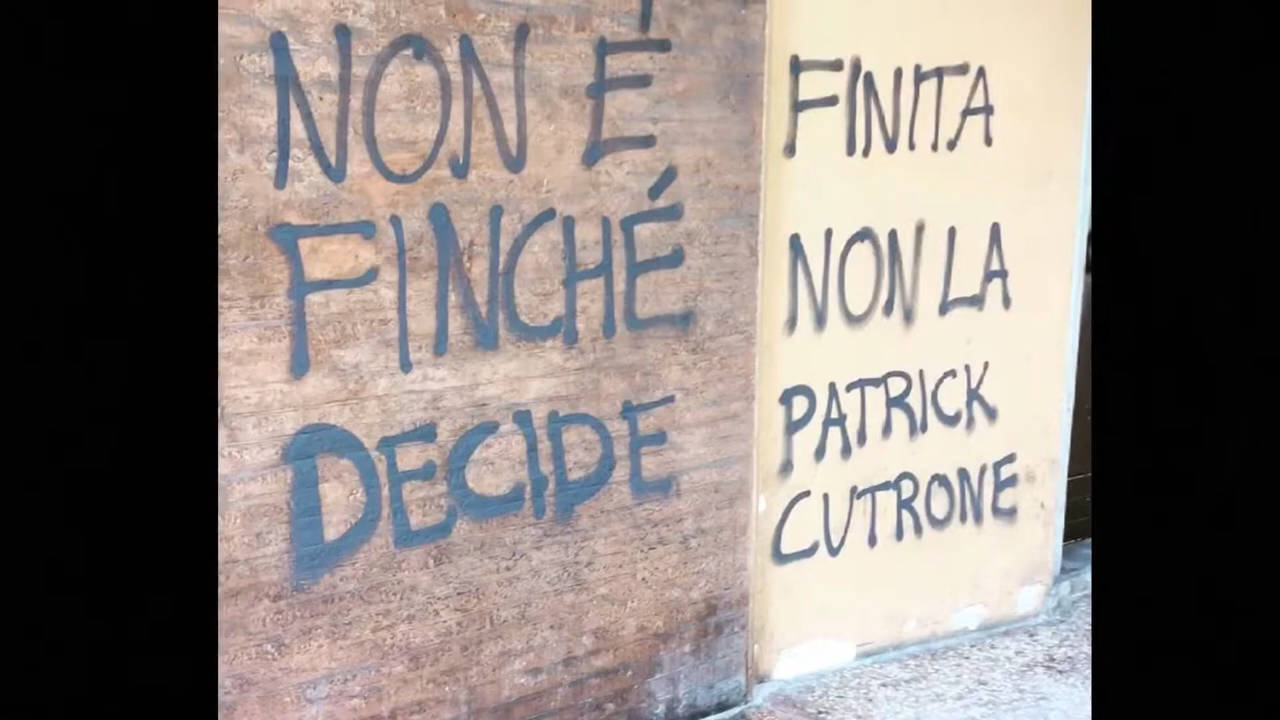 NON É FINITA
FINCHÉ NON LA
DECIDE PATRICK
CUTRONE